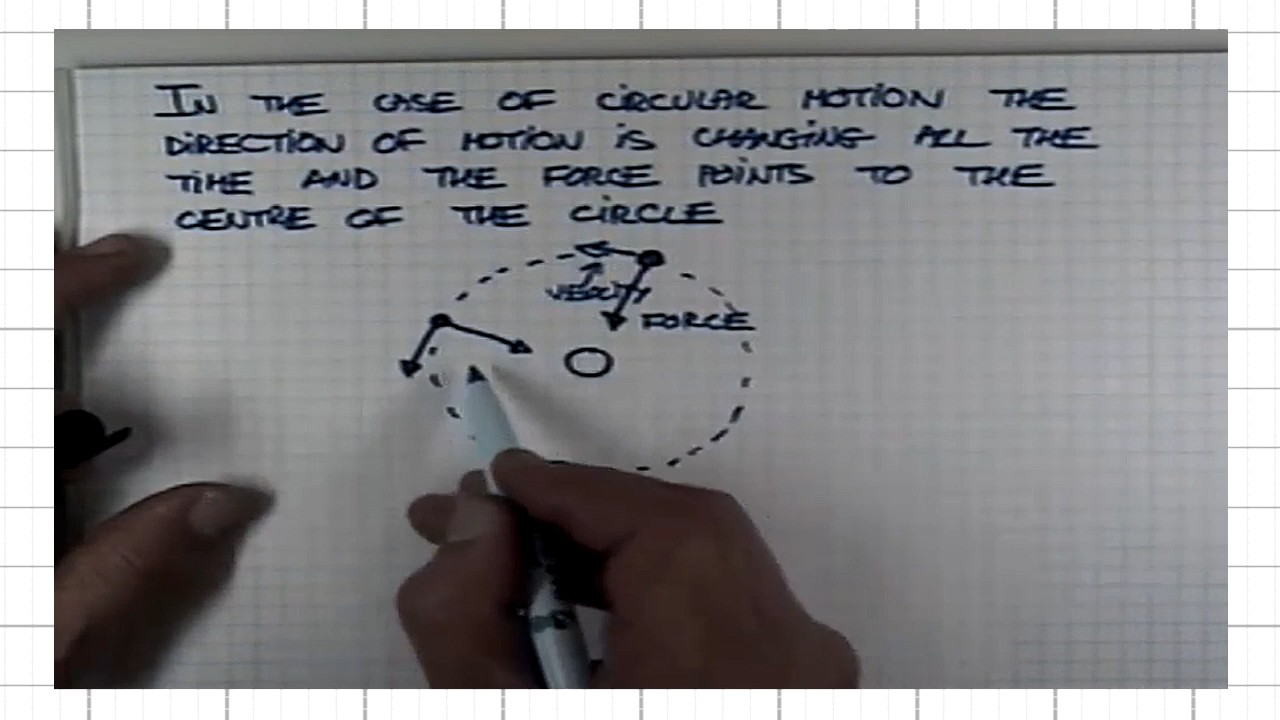 IN THE CASE OF CIRCULAR MOTION THE
DIRECTION OF MOTION IS CHANGING ALL THE
TIME AND THE FORCE POINTS TO THE
CENTRE OF THE CIRCLE
VELOCITY
FORCE